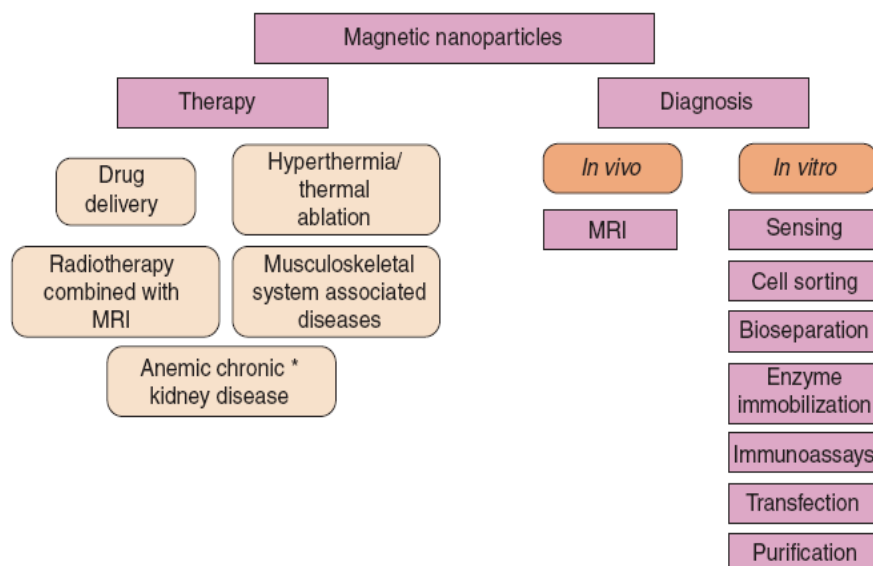 Magnetic nanoparticles
Therapy
Diagnosis
Drug
delivery
Hyperthermia/
thermal
ablation
Radiotherapy
combined with
MRI
Musculoskeletal
system associated
diseases
Anemic chronic *
kidney disease
In vivo
MRI
In vitro
Sensing
Cell sorting
Bioseparation
Enzyme
immobilization
Immunoassays
Transfection
Purification